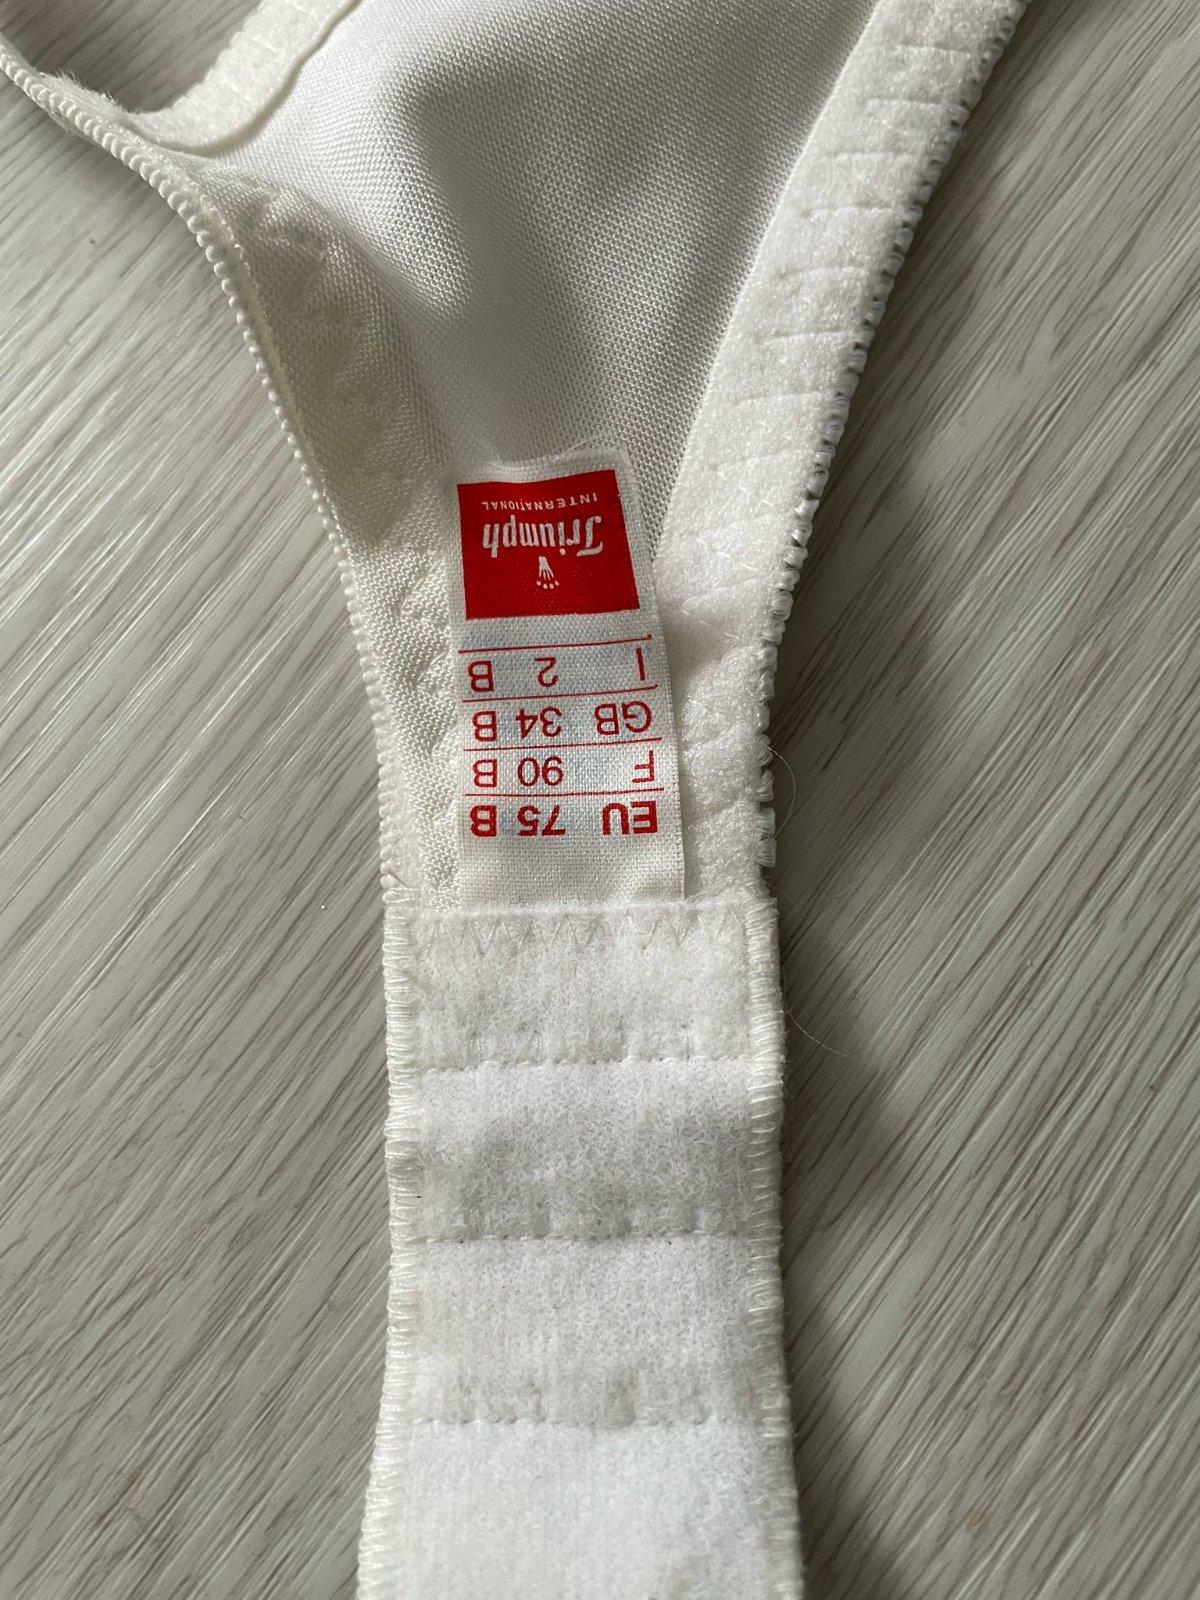 Triumph
INTERNATIONAL
EU 75 B
F 90 B
GB 34 B
I 2 B